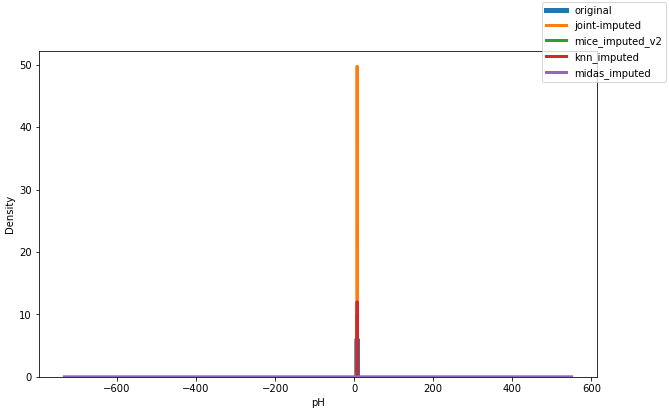 original
joint-imputed
mice_imputed_v2
knn_imputed
midas_imputed
50
40
30
20
10
0
Density
−600 −400 −200 0 200 400 600
pH